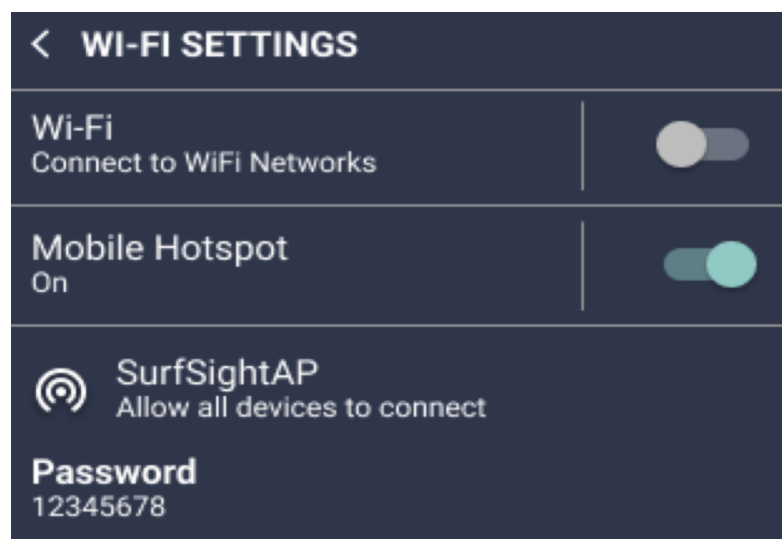 WI-FI SETTINGS
Wi-Fi
Connect to WiFi Networks
Mobile Hotspot
On
SurfSightAP
Allow all devices to connect
Password
12345678